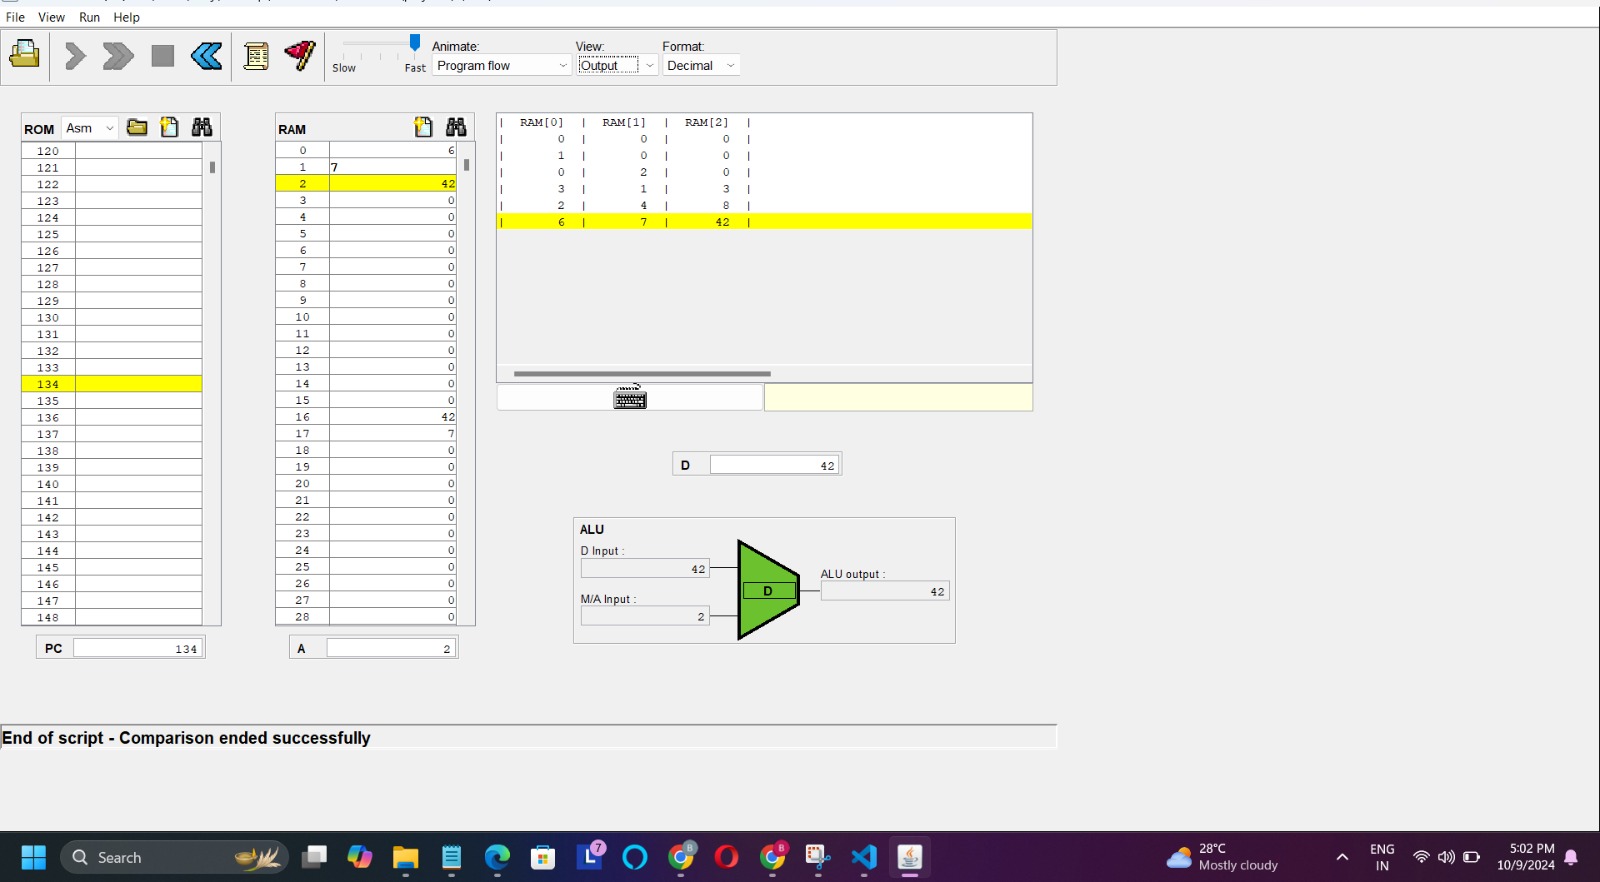 File View Run Help
Animate: View: Format:
Slow Fast Program flow Output Decimal
ROM Asm
RAM
120
121
122
123
124
125
126
127
128
129
130
131
132
133
134
135
136
137
138
139
140
141
142
143
144
145
146
147
148
PC 134
0 6
1 7
2 42
3 0
4 0
5 0
6 0
7 0
8 0
9 0
10 0
11 0
12 0
13 0
14 0
15 0
16 42
17 7
18 0
19 0
20 0
21 0
22 0
23 0
24 0
25 0
26 0
27 0
28 0
A 2
| RAM[0] | RAM[1] | RAM[2] |
| 0 | 0 | 0 |
| 1 | 0 | 0 |
| 0 | 2 | 0 |
| 3 | 1 | 3 |
| 2 | 4 | 8 |
| 6 | 7 | 42 |
D 42
ALU
D Input :
42
M/A Input :
2
D
ALU output :
42
End of script - Comparison ended successfully
Search
L 7
B
B
28°C
Mostly cloudy
ENG
IN
5:02 PM
10/9/2024